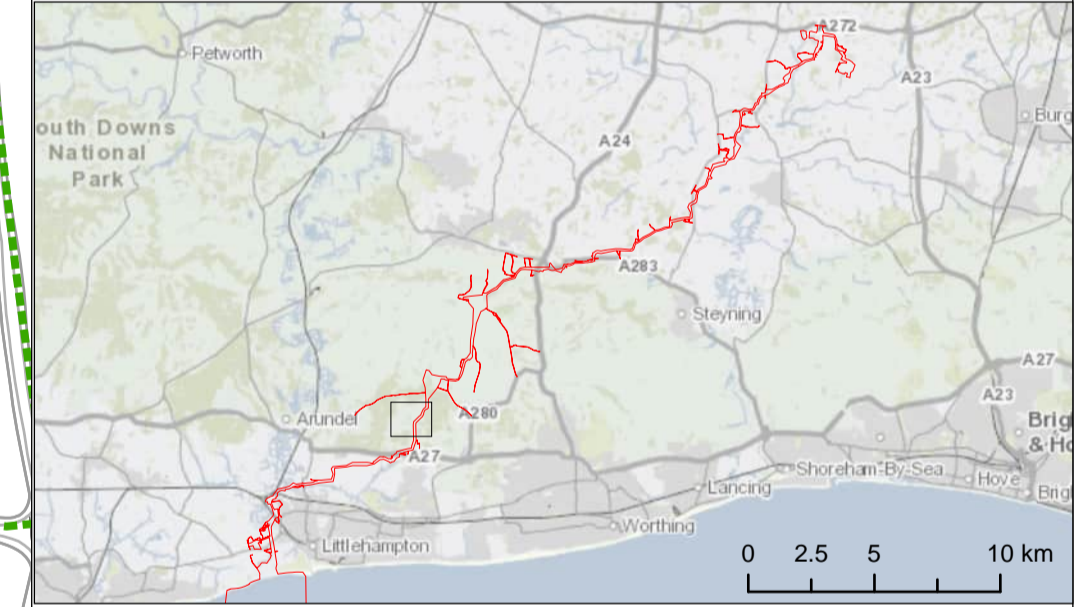 A272
Petworth
A23
Burg
outh Downs
National
Park
A24
A283
Steyning
A27
A23
Arundel
A280
Brig
& Ho
A27
Shoreham-By-Sea
Hove
Lancing
Brig
Worthing
Littlehampton
0 2.5 5 10 km